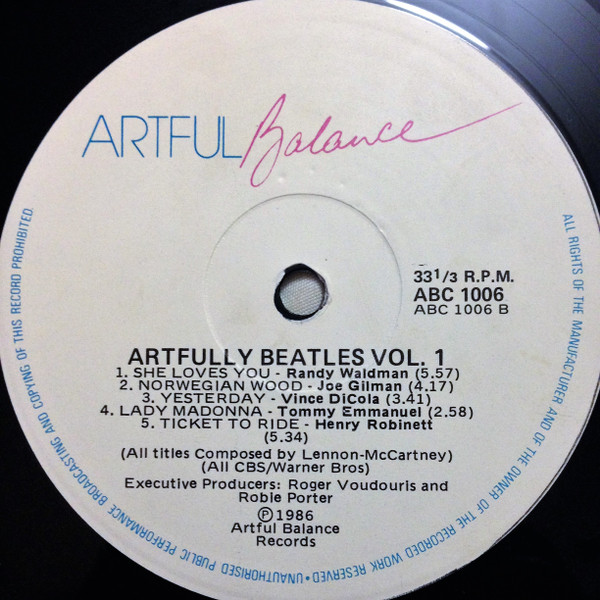 ARTFUL Balance
33 1/3 R.P.M.
ABC 1006
ABC 1006 B
ARTFULLY BEATLES VOL. 1
1. SHE LOVES YOU - Randy Waldman (5.57)
2. NORWEGIAN WOOD - Joe Gilman (4.17)
3. YESTERDAY - Vince DiCola (3.41)
4. LADY MADONNA - Tommy Emmanuel (2.58)
5. TICKET TO RIDE - Henry Robinett
(5.34)
(All titles Composed by Lennon-McCartney)
(All CBS/Warner Bros)
Executive Producers: Roger Voudouris and
Robie Porter
℗1986
Artful Balance
Records
ALL RIGHTS OF THE MANUFACTURER AND OF THE OWNER OF THE RECORDED WORK RESERVED • UNAUTHORISED PUBLIC PERFORMANCE BROADCASTING AND COPYING OF THIS RECORD PROHIBITED